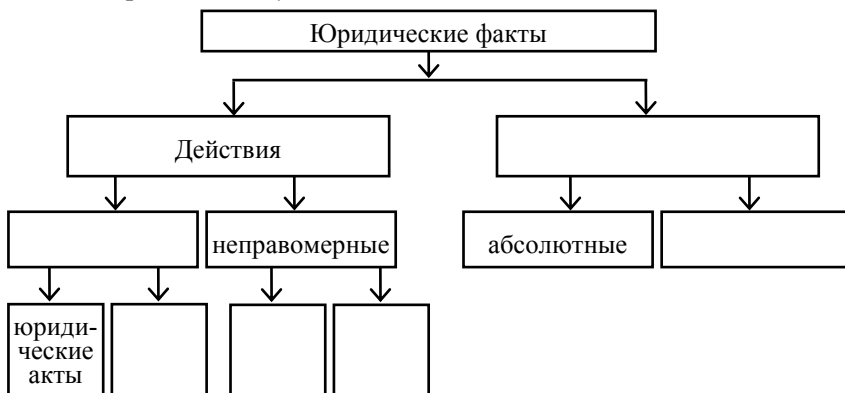 Юридические факты
Действия
неправомерные
абсолютные
юриди-
ческие
акты